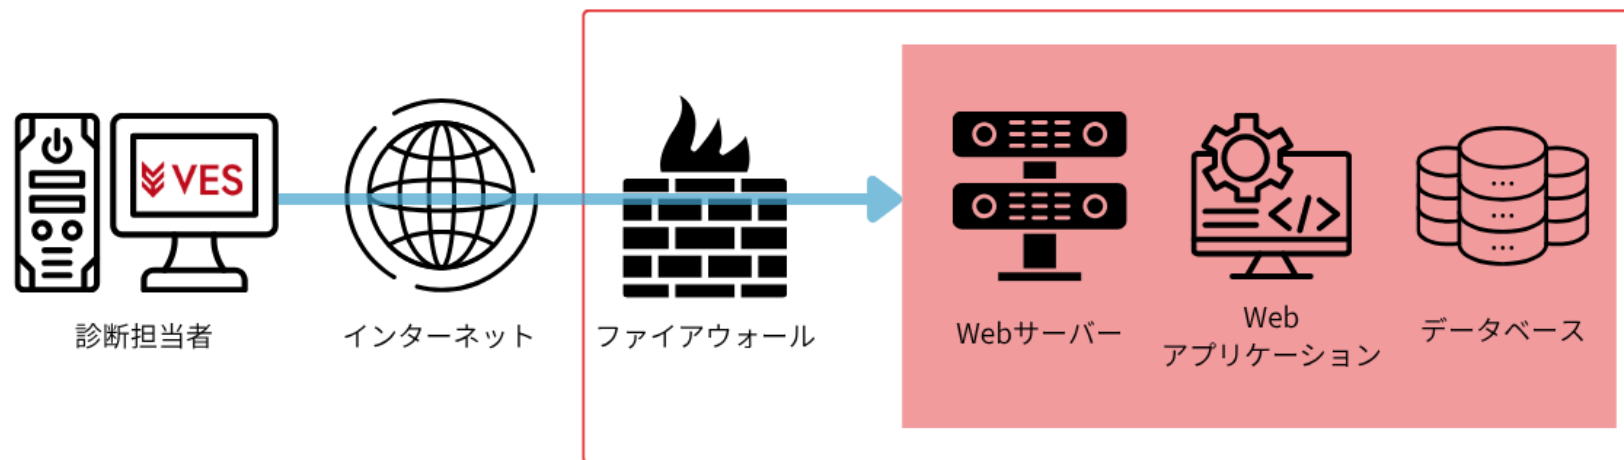 VES
診断担当者
インターネット
ファイアウォール
Webサーバー
Web
アプリケーション
データベース